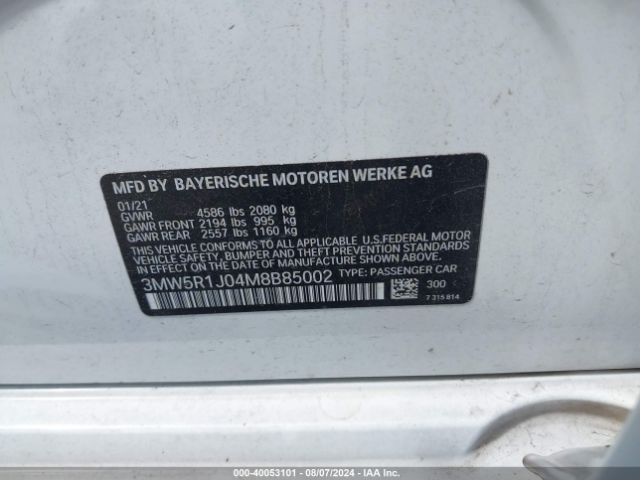 MFD BY BAYERISCHE MOTOREN WERKE AG
01/21
GVWR 4586 lbs 2080 kg
GAWR FRONT 2194 lbs 995 kg
GAWR REAR 2557 lbs 1160 kg
THIS VEHICLE CONFORMS TO ALL APPLICABLE U.S.FEDERAL MOTOR
VEHICLE SAFETY, BUMPER, AND THEFT PREVENTION STANDARDS
IN EFFECT ON THE DATE OF MANUFACTURE SHOWN ABOVE.
3MW5R1J04M8B85002 TYPE: PASSENGER CAR
300
7 315 814
000-40053101 - 08/07/2024 - IAAI.COM